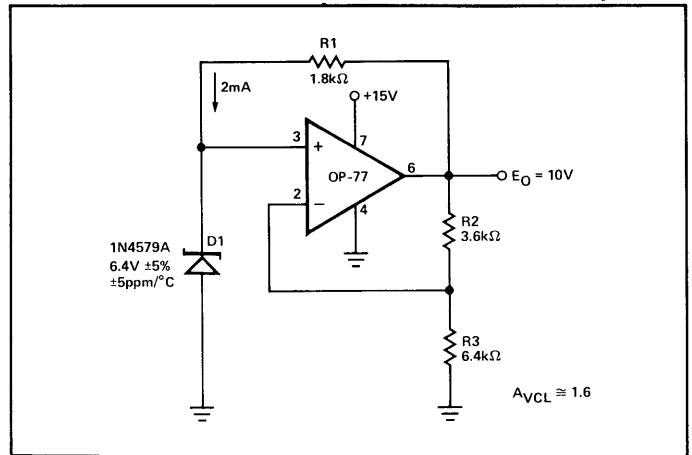 R1
1.8kΩ
2mA
+15V
3
+
7
OP-77
6
E_O = 10V
2
−
4
R2
3.6kΩ
1N4579A
D1
6.4V ±5%
±5ppm/°C
R3
6.4kΩ
A_VCL ≅ 1.6